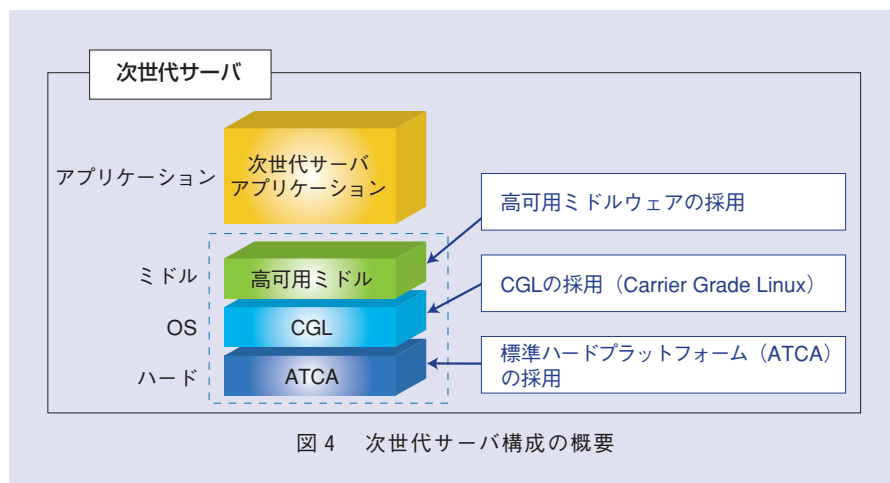 次世代サーバ
アプリケーション
次世代サーバ
アプリケーション
高可用ミドルウェアの採用
ミドル
高可用ミドル
CGLの採用（Carrier Grade Linux）
OS
CGL
標準ハードプラットフォーム（ATCA）
の採用
ハード
ATCA
図4　次世代サーバ構成の概要